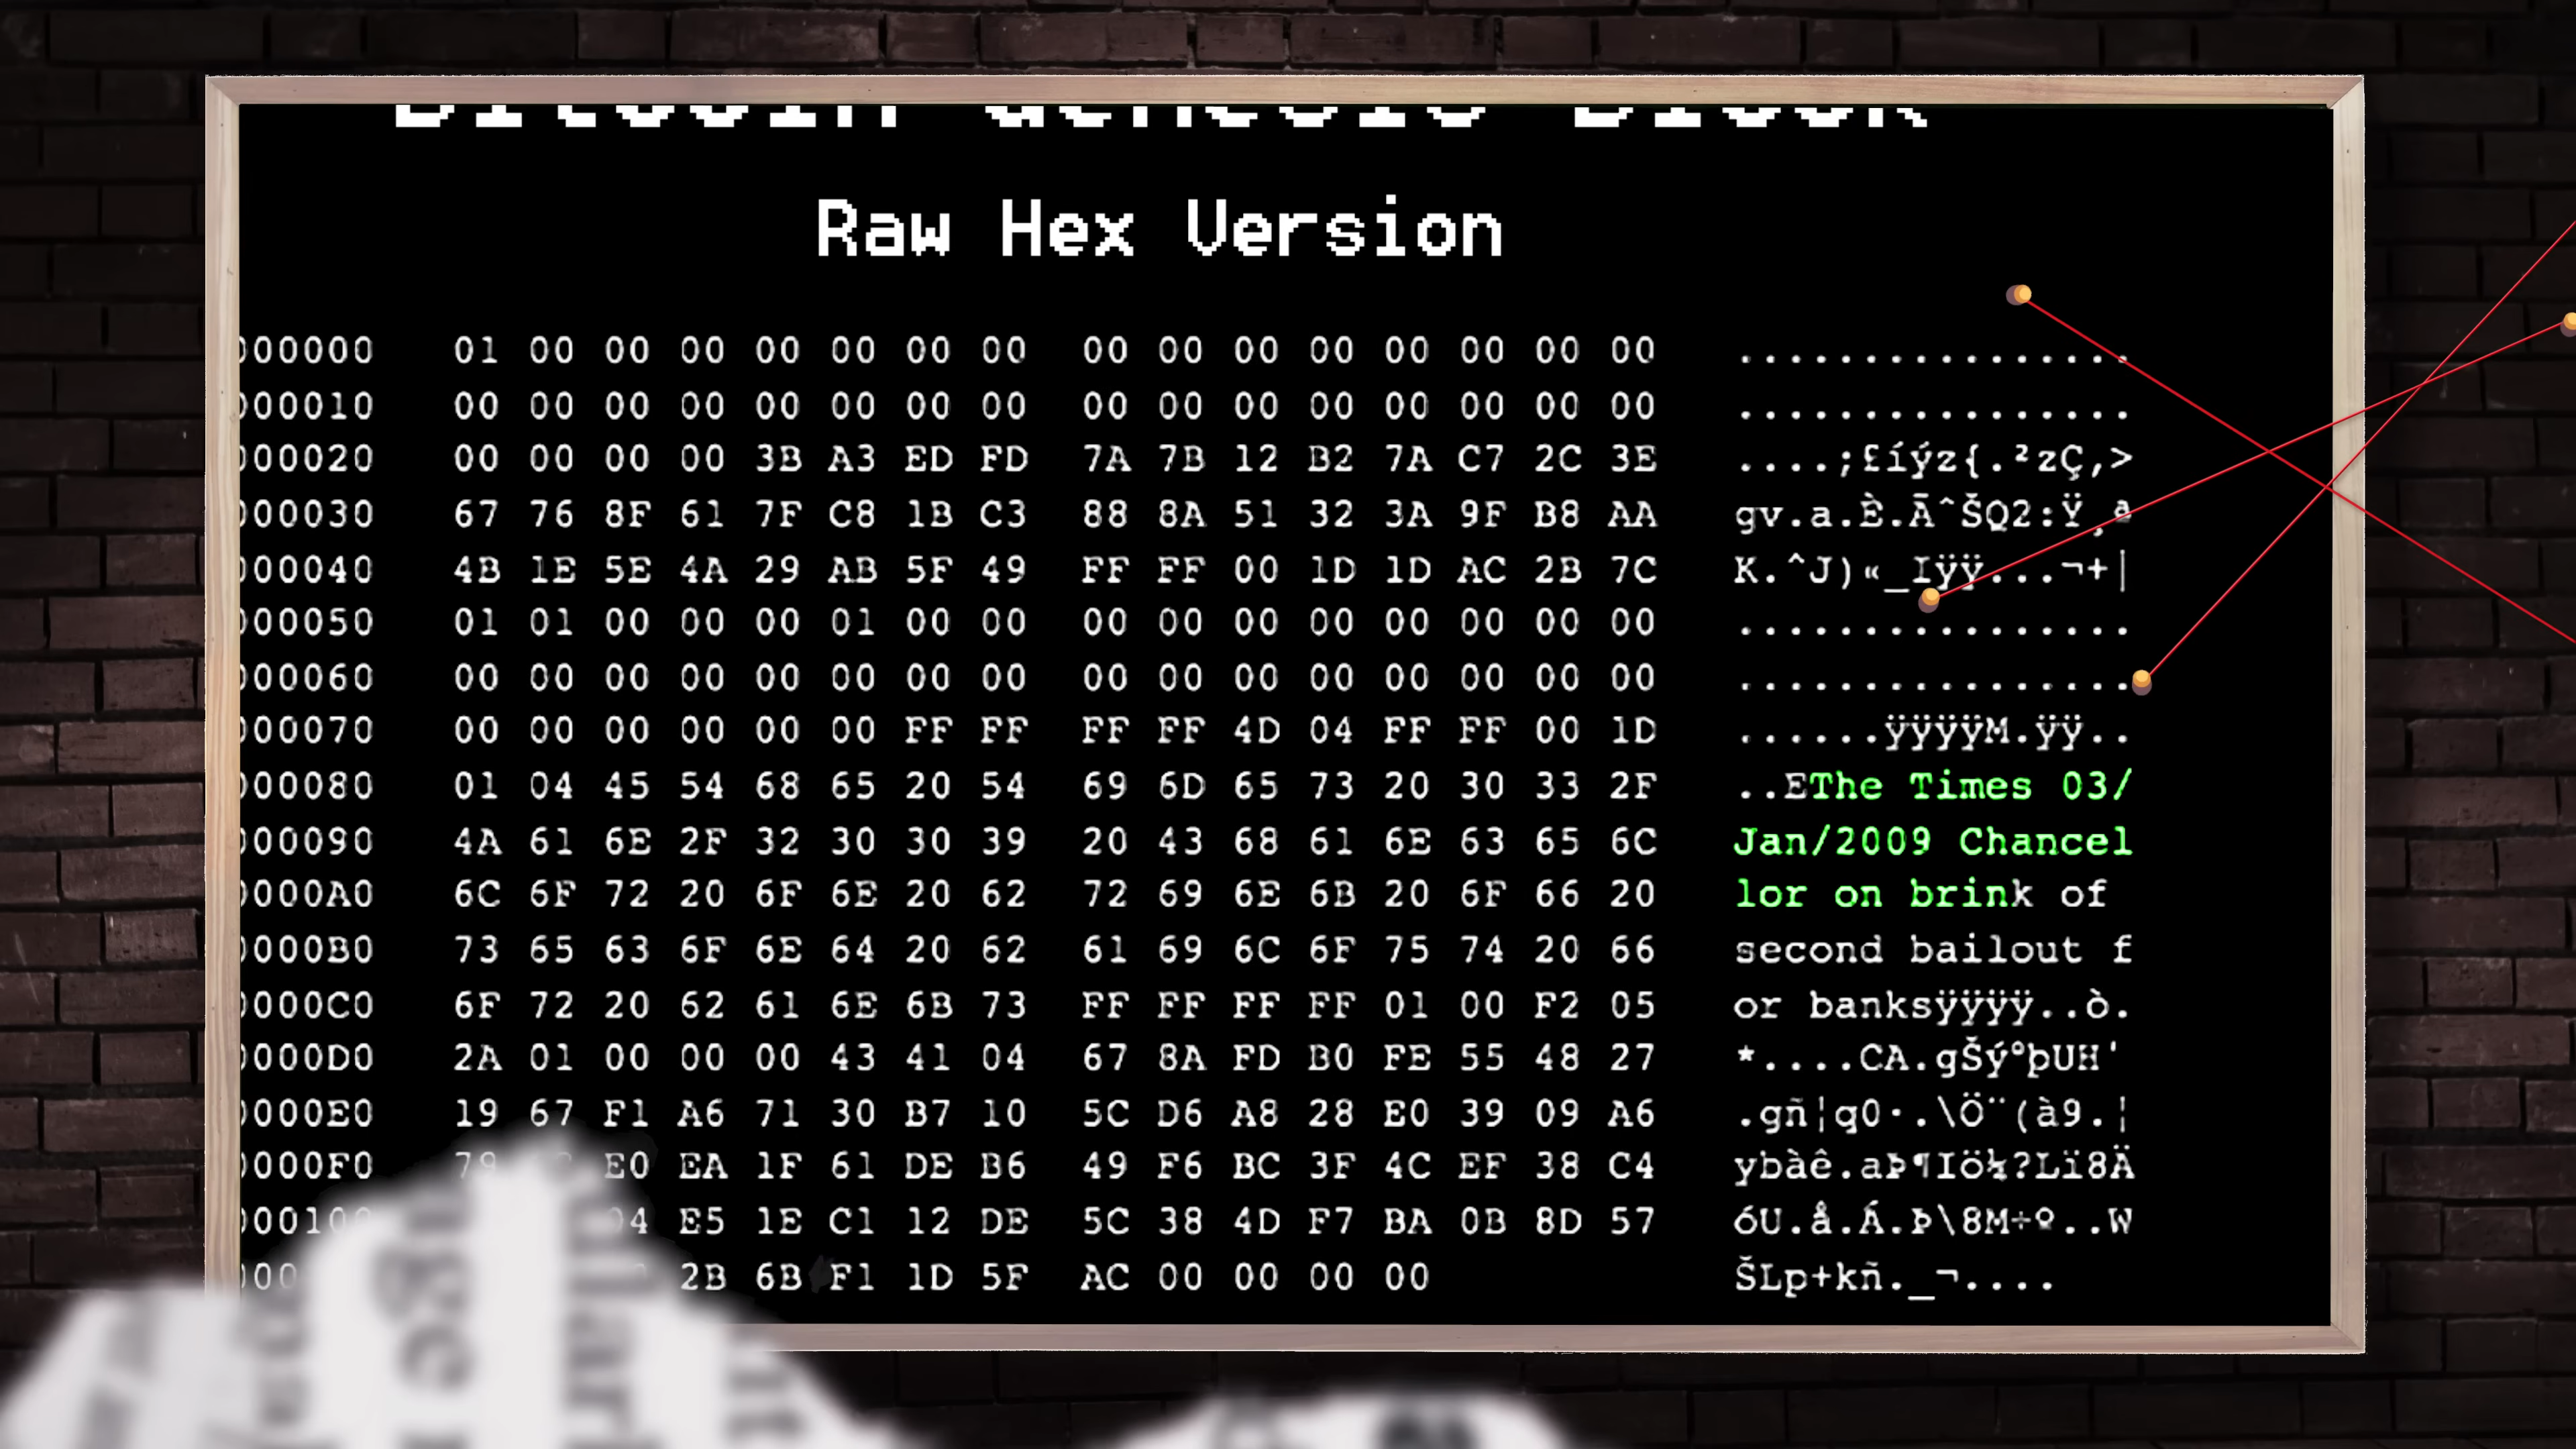 Bitcoin Genesis Block
Raw Hex Version
000000 01 00 00 00 00 00 00 00 00 00 00 00 00 00 00 00 ................
000010 00 00 00 00 00 00 00 00 00 00 00 00 00 00 00 00 ................
000020 00 00 00 00 3B A3 ED FD 7A 7B 12 B2 7A C7 2C 3E ....;£íýz{.²zÇ,>
000030 67 76 8F 61 7F C8 1B C3 88 8A 51 32 3A 9F B8 AA gv.a.È.ÃˆŠQ2:Ÿ¸ª
000040 4B 1E 5E 4A 29 AB 5F 49 FF FF 00 1D 1D AC 2B 7C K.^J)«_Iÿÿ...¬+|
000050 01 01 00 00 00 01 00 00 00 00 00 00 00 00 00 00 ................
000060 00 00 00 00 00 00 00 00 00 00 00 00 00 00 00 00 ................
000070 00 00 00 00 00 00 FF FF FF FF 4D 04 FF FF 00 1D ......ÿÿÿÿM.ÿÿ..
000080 01 04 45 54 68 65 20 54 69 6D 65 73 20 30 33 2F ..EThe Times 03/
000090 4A 61 6E 2F 32 30 30 39 20 43 68 61 6E 63 65 6C Jan/2009 Chancel
0000A0 6C 6F 72 20 6F 6E 20 62 72 69 6E 6B 20 6F 66 20 lor on brink of
0000B0 73 65 63 6F 6E 64 20 62 61 69 6C 6F 75 74 20 66 second bailout f
0000C0 6F 72 20 62 61 6E 6B 73 FF FF FF FF 01 00 F2 05 or banksÿÿÿÿ..ò.
0000D0 2A 01 00 00 00 43 41 04 67 8A FD B0 FE 55 48 27 *....CA.gŠý°þUH'
0000E0 19 67 F1 A6 71 30 B7 10 5C D6 A8 28 E0 39 09 A6 .gñ¦q0·.\Ö¨(à9.¦
0000F0 79 E0 EA 1F 61 DE B6 49 F6 BC 3F 4C EF 38 C4 ybàê.aÞ¶Iö¼?Lï8Ä
000100 04 E5 1E C1 12 DE 5C 38 4D F7 BA 0B 8D 57 óU.å.Á.Þ\8M÷º..W
000 2B 6B F1 1D 5F AC 00 00 00 00 ŠLp+kñ._¬....